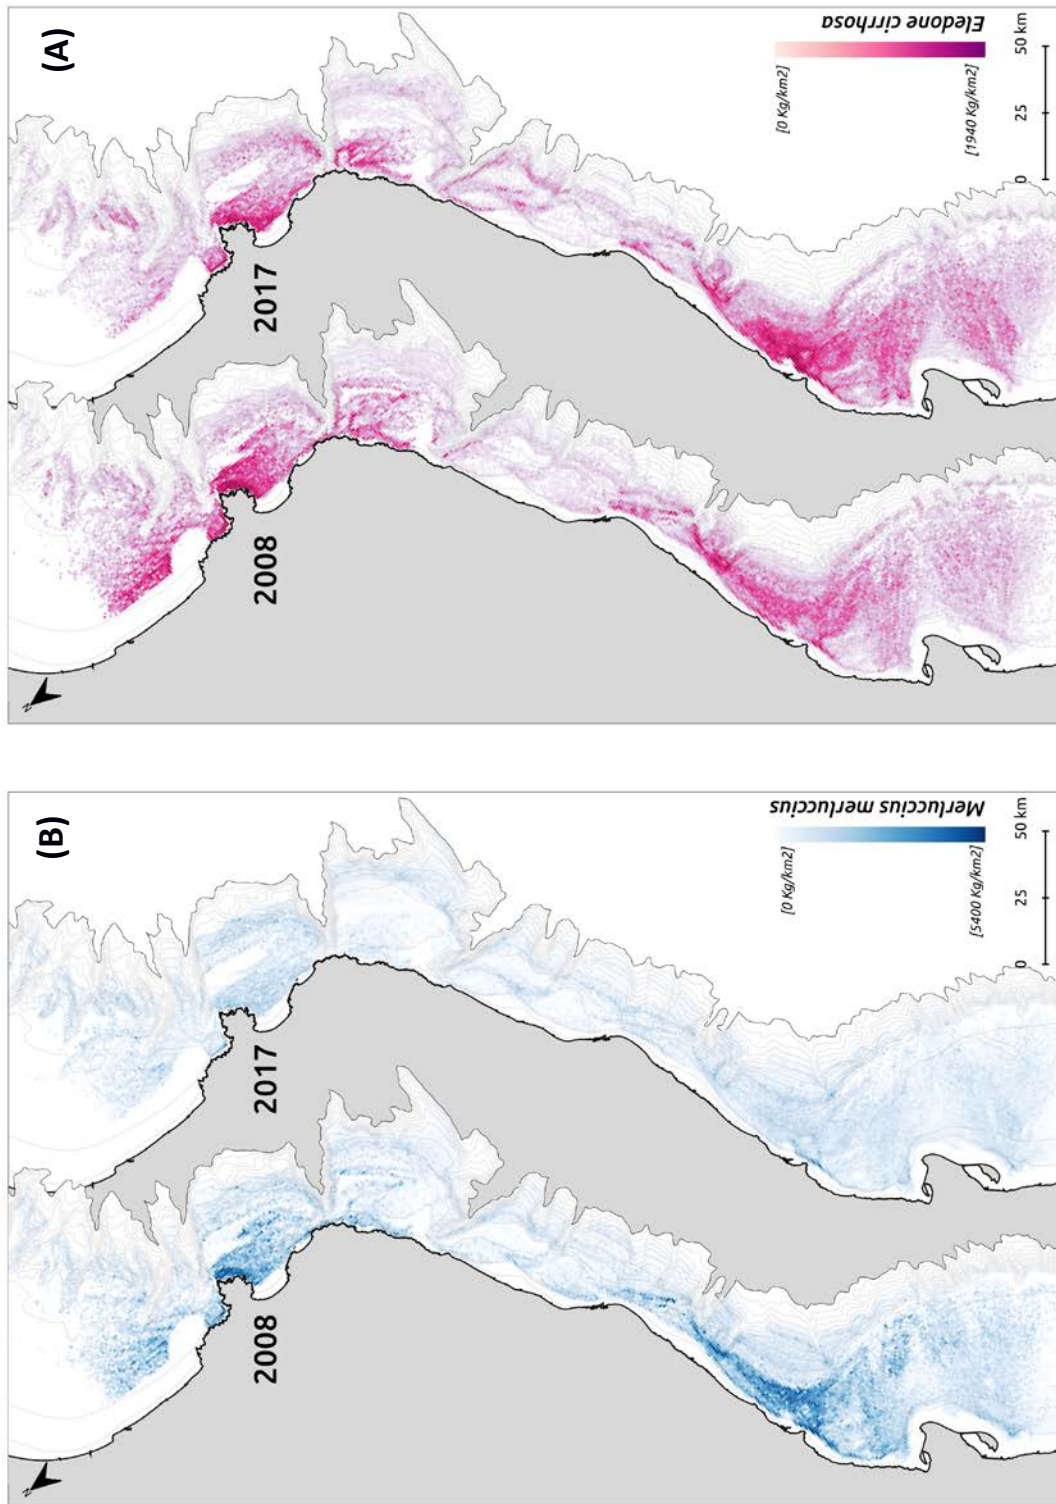 (A)
2017
2008
N
Eledone cirrhosa
[0 Kg/km2]
[1940 Kg/km2]
0 25 50 km
(B)
2017
2008
N
Merluccius merluccius
[0 Kg/km2]
[5400 Kg/km2]
0 25 50 km